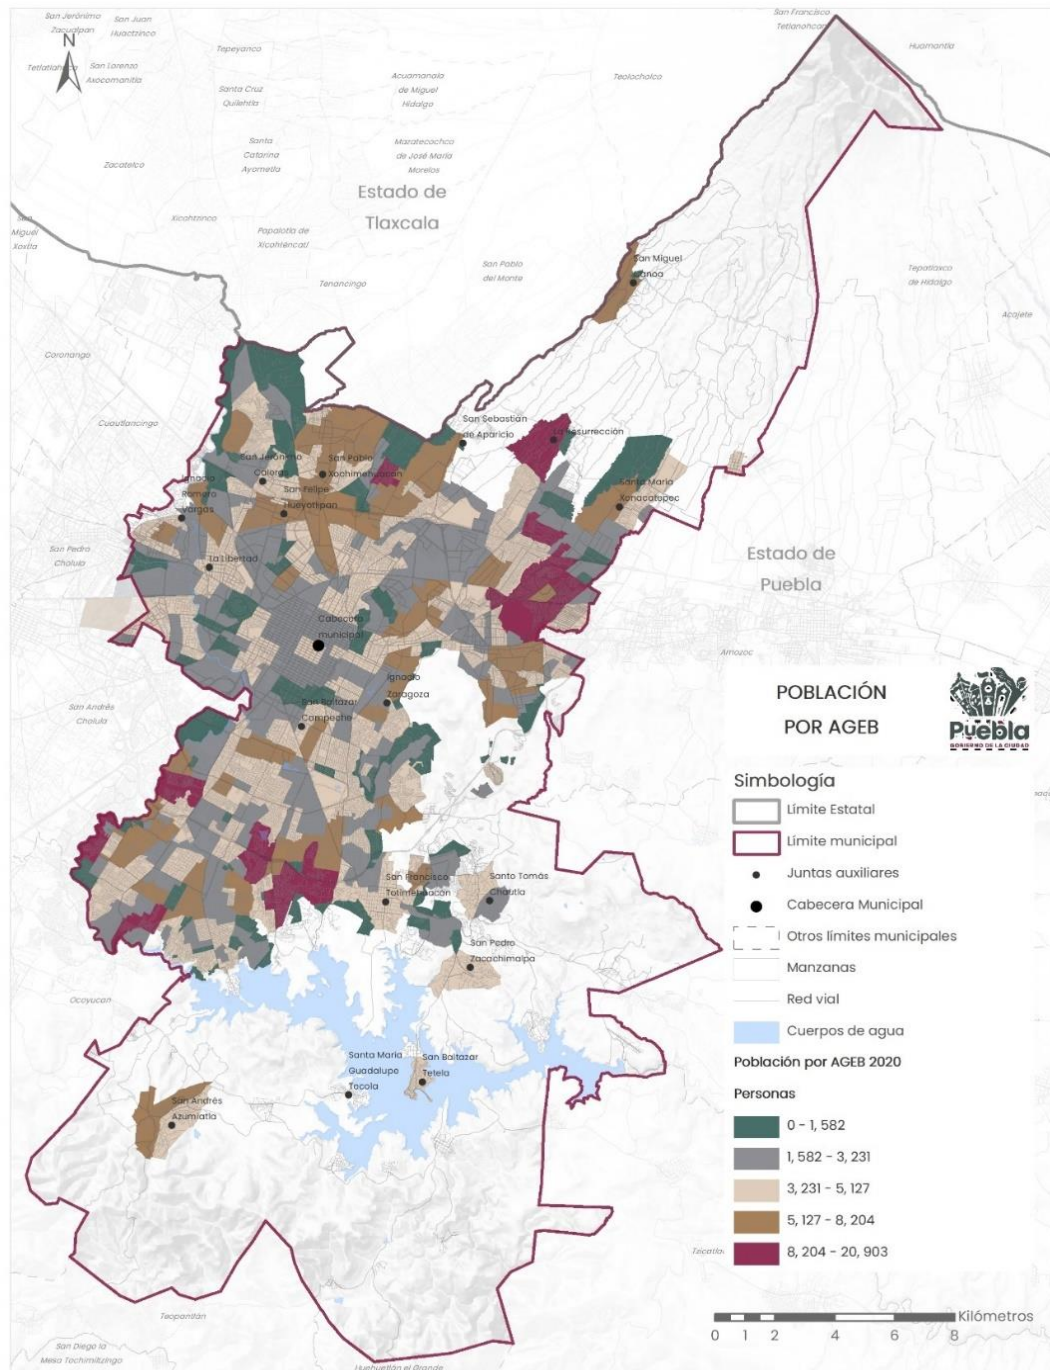 San Jerónimo
Zacualpan
San Juan
Huactzinco
San Francisco
Tetlanohcan
N
Tepeyanco
Huamantla
San Lorenzo
Axocomanitla
Acuamanala
de Miguel
Hidalgo
Teolocholco
Santa Cruz
Quilehtla
Santa
Catarina
Ayometla
Mazatecochco
de José María
Morelos
Zacatelco
Estado de
Tlaxcala
Xicohtzinco
Papalotla de
Xicohténcatl
San
Miguel
Xoxtla
San Pablo
del Monte
San Miguel
Canoa
Tepatlaxco
de Hidalgo
Tenancingo
Acajete
Coronango
Cuautlancingo
San Sebastián
de Aparicio
La Resurrección
San Jerónimo
Caleras
San Pablo
Xochimehuacan
Ignacio
Romero
Vargas
San Felipe
Hueyotlipan
Santa María
Xonacatepec
San Pedro
Cholula
La Libertad
Estado de
Puebla
Cabecera
municipal
Amozoc
Ignacio
Zaragoza
San Andrés
Cholula
San Baltazar
Campeche
POBLACIÓN
POR AGEB
Puebla
GOBIERNO DE LA CIUDAD
Simbología
Límite Estatal
Límite municipal
Juntas auxiliares
Cabecera Municipal
Otros límites municipales
Manzanas
Red vial
Cuerpos de agua
Población por AGEB 2020
Personas
0 - 1, 582
1, 582 - 3, 231
3, 231 - 5, 127
5, 127 - 8, 204
8, 204 - 20, 903
San Francisco
Totimehuacán
Santo Tomás
Chautla
San Pedro
Zacachimalpa
Ocoyucan
Santa María
Guadalupe
Tecola
San Baltazar
Tetela
San Andrés
Azumiatla
Teopantlán
Kilómetros
0 1 2 4 6 8
San Diego la
Mesa Tochimiltzingo
Huehuetlán el Grande